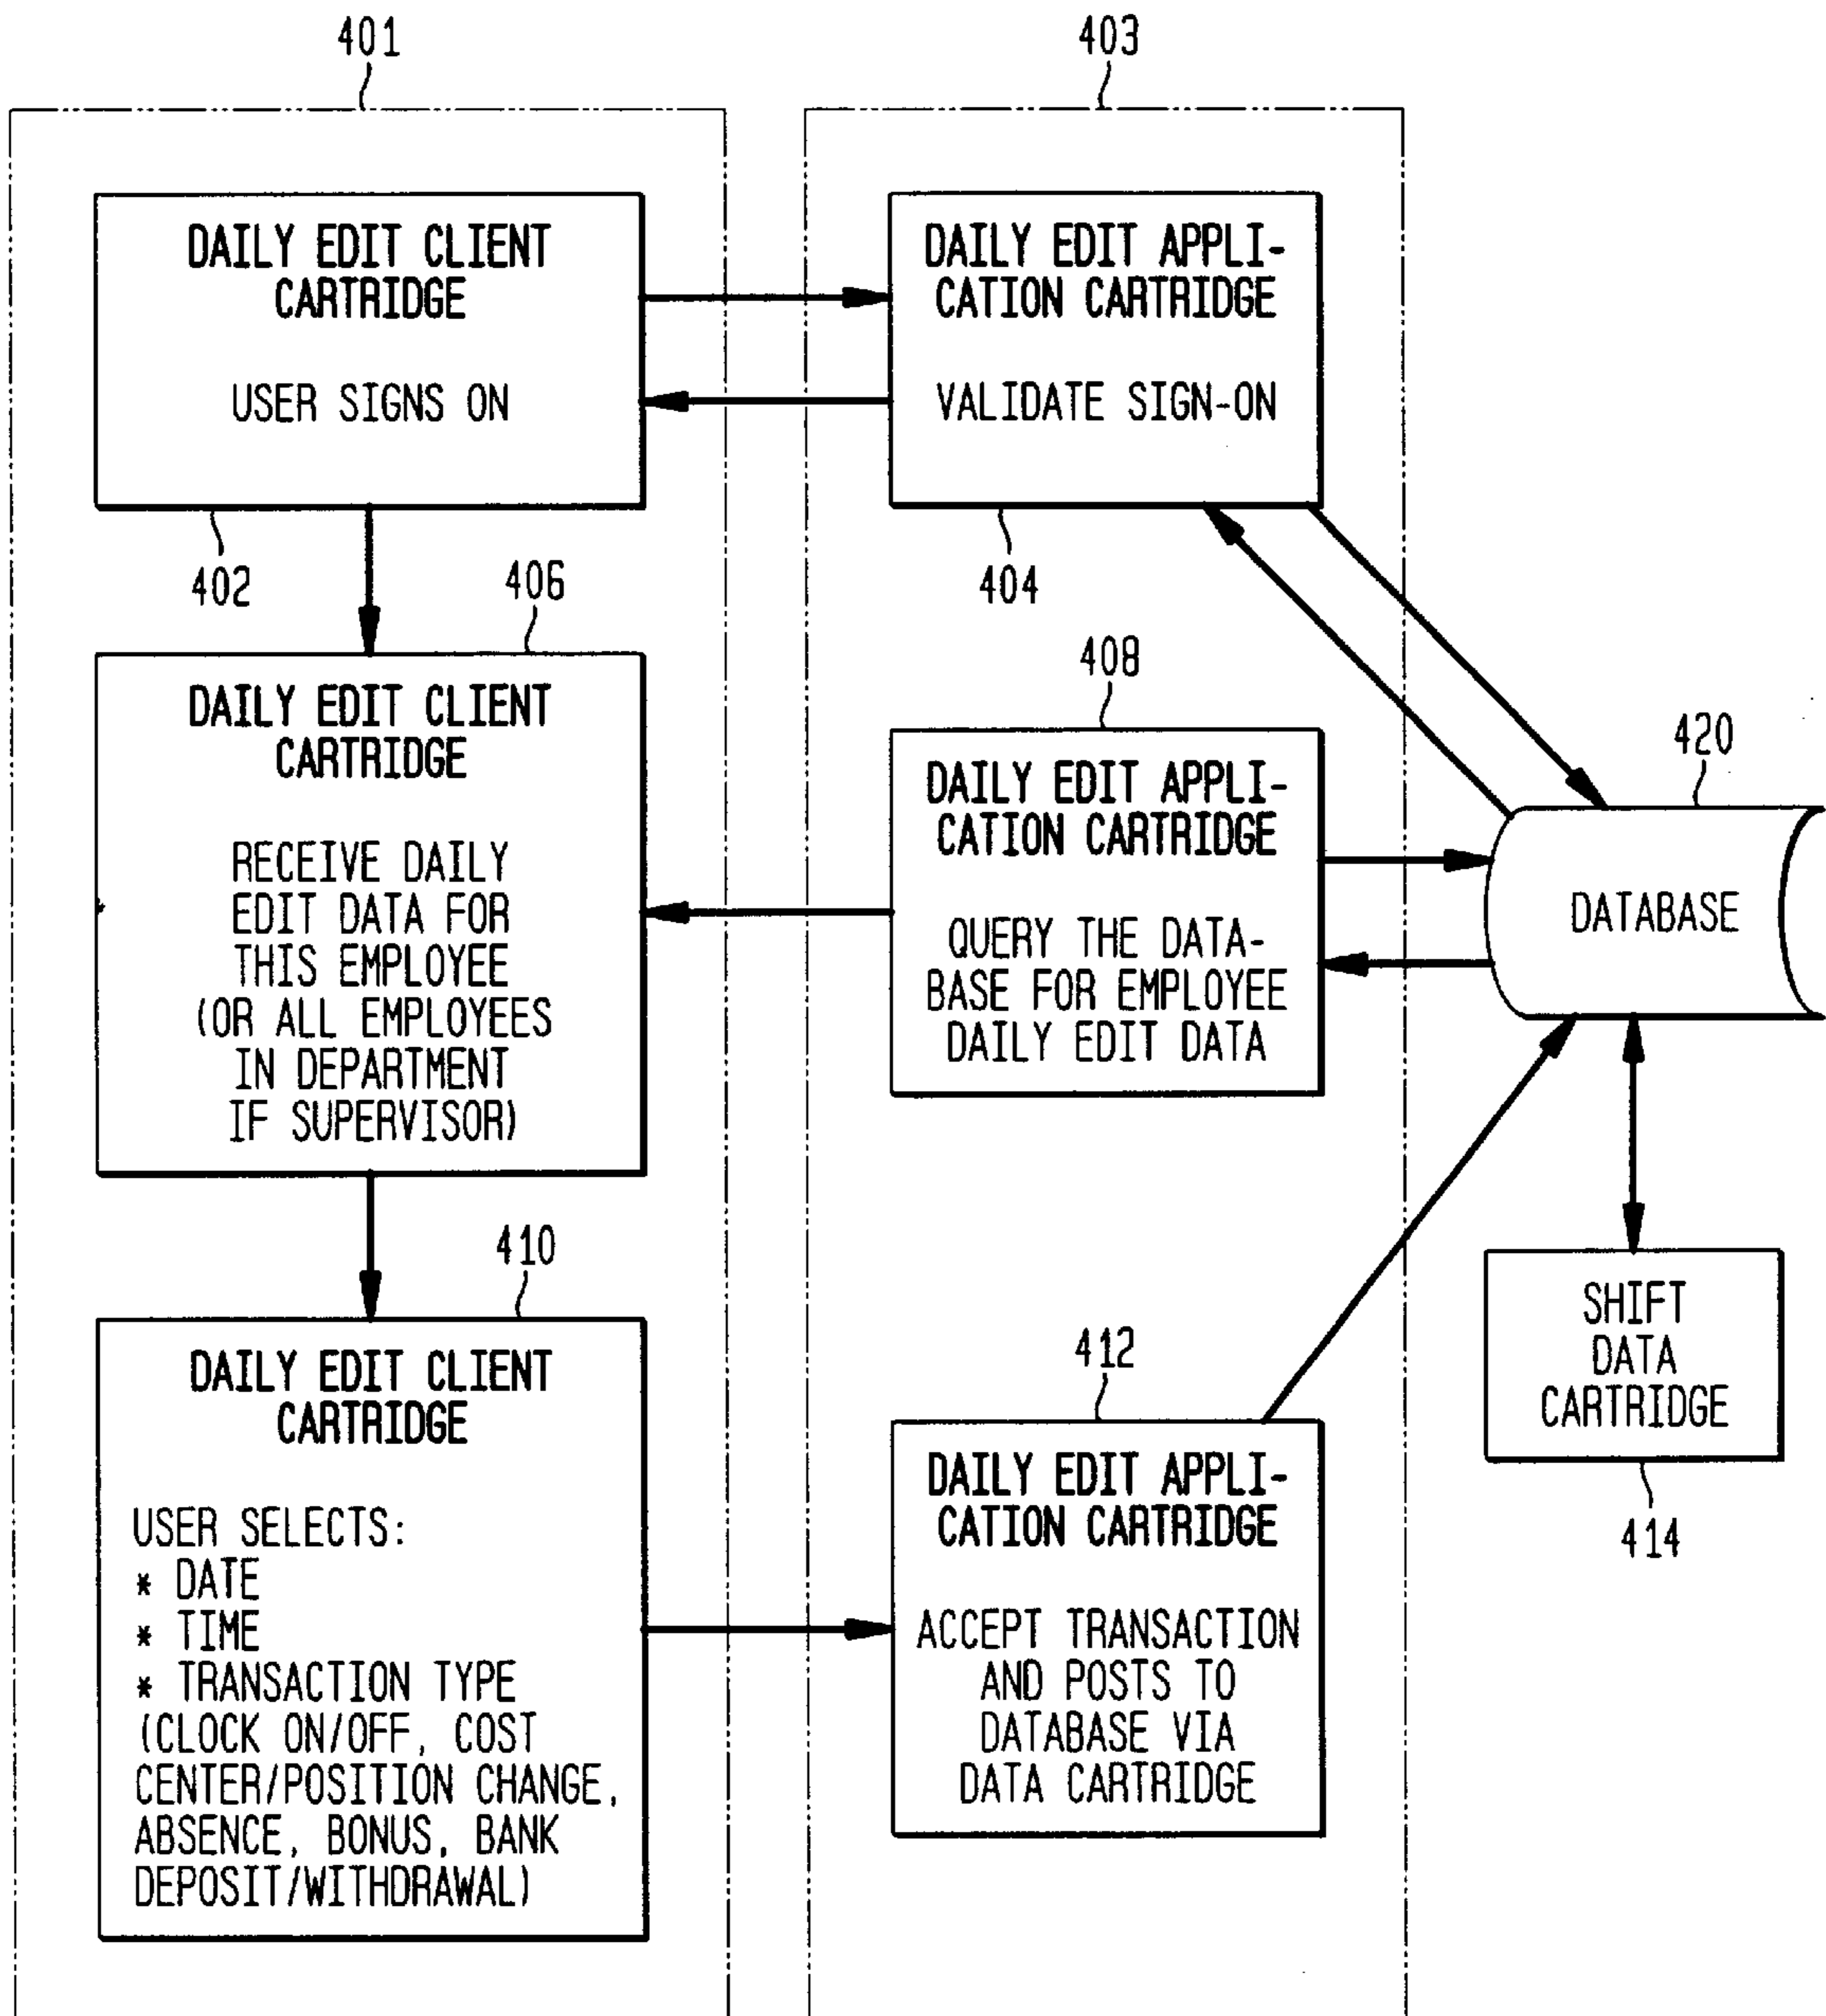 401
403
DAILY EDIT CLIENT
CARTRIDGE
USER SIGNS ON
402
DAILY EDIT APPLI-
CATION CARTRIDGE
VALIDATE SIGN-ON
404
406
DAILY EDIT CLIENT
CARTRIDGE
RECEIVE DAILY
EDIT DATA FOR
THIS EMPLOYEE
(OR ALL EMPLOYEES
IN DEPARTMENT
IF SUPERVISOR)
408
DAILY EDIT APPLI-
CATION CARTRIDGE
QUERY THE DATA-
BASE FOR EMPLOYEE
DAILY EDIT DATA
420
DATABASE
410
DAILY EDIT CLIENT
CARTRIDGE
USER SELECTS:
* DATE
* TIME
* TRANSACTION TYPE
(CLOCK ON/OFF, COST
CENTER/POSITION CHANGE,
ABSENCE, BONUS, BANK
DEPOSIT/WITHDRAWAL)
412
DAILY EDIT APPLI-
CATION CARTRIDGE
ACCEPT TRANSACTION
AND POSTS TO
DATABASE VIA
DATA CARTRIDGE
SHIFT
DATA
CARTRIDGE
414